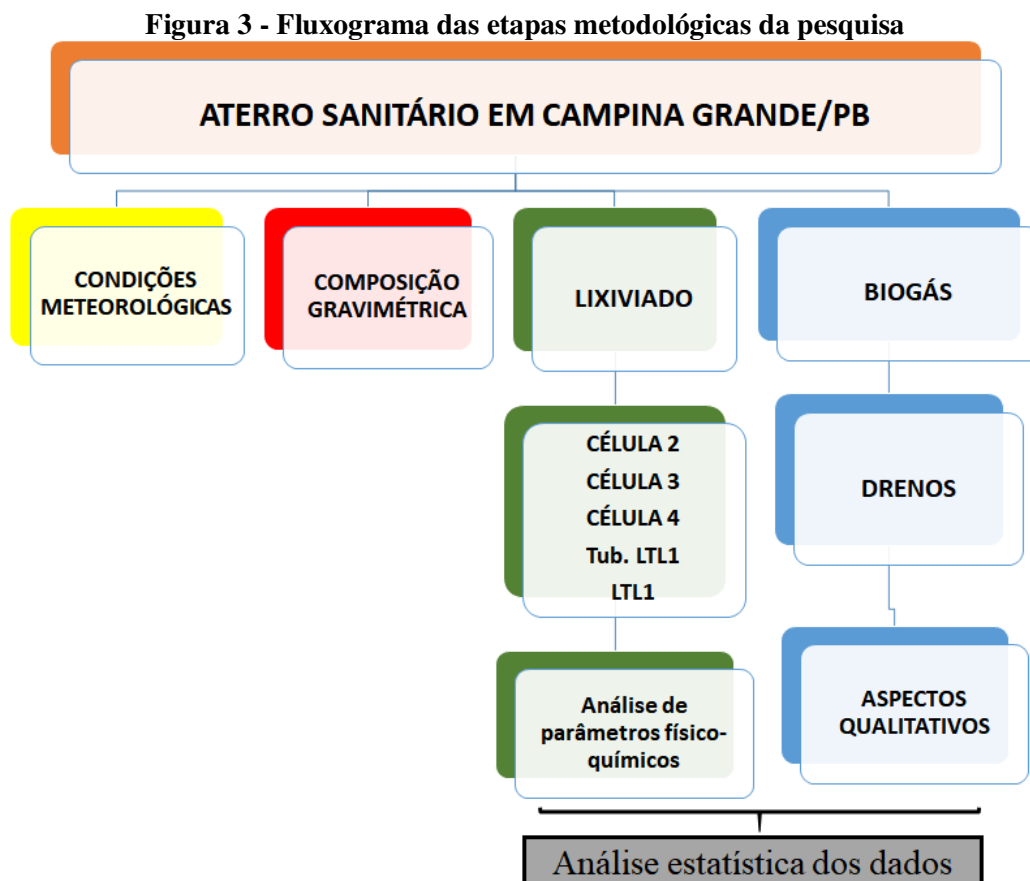 Figura 3 - Fluxograma das etapas metodológicas da pesquisa
ATERRO SANITÁRIO EM CAMPINA GRANDE/PB
CONDIÇÕES
METEOROLÓGICAS
COMPOSIÇÃO
GRAVIMÉTRICA
LIXIVIADO
BIOGÁS
CÉLULA 2
CÉLULA 3
CÉLULA 4
Tub. LTL1
LTL1
DRENOS
Análise de
parâmetros físico-
químicos
ASPECTOS
QUALITATIVOS
Análise estatística dos dados